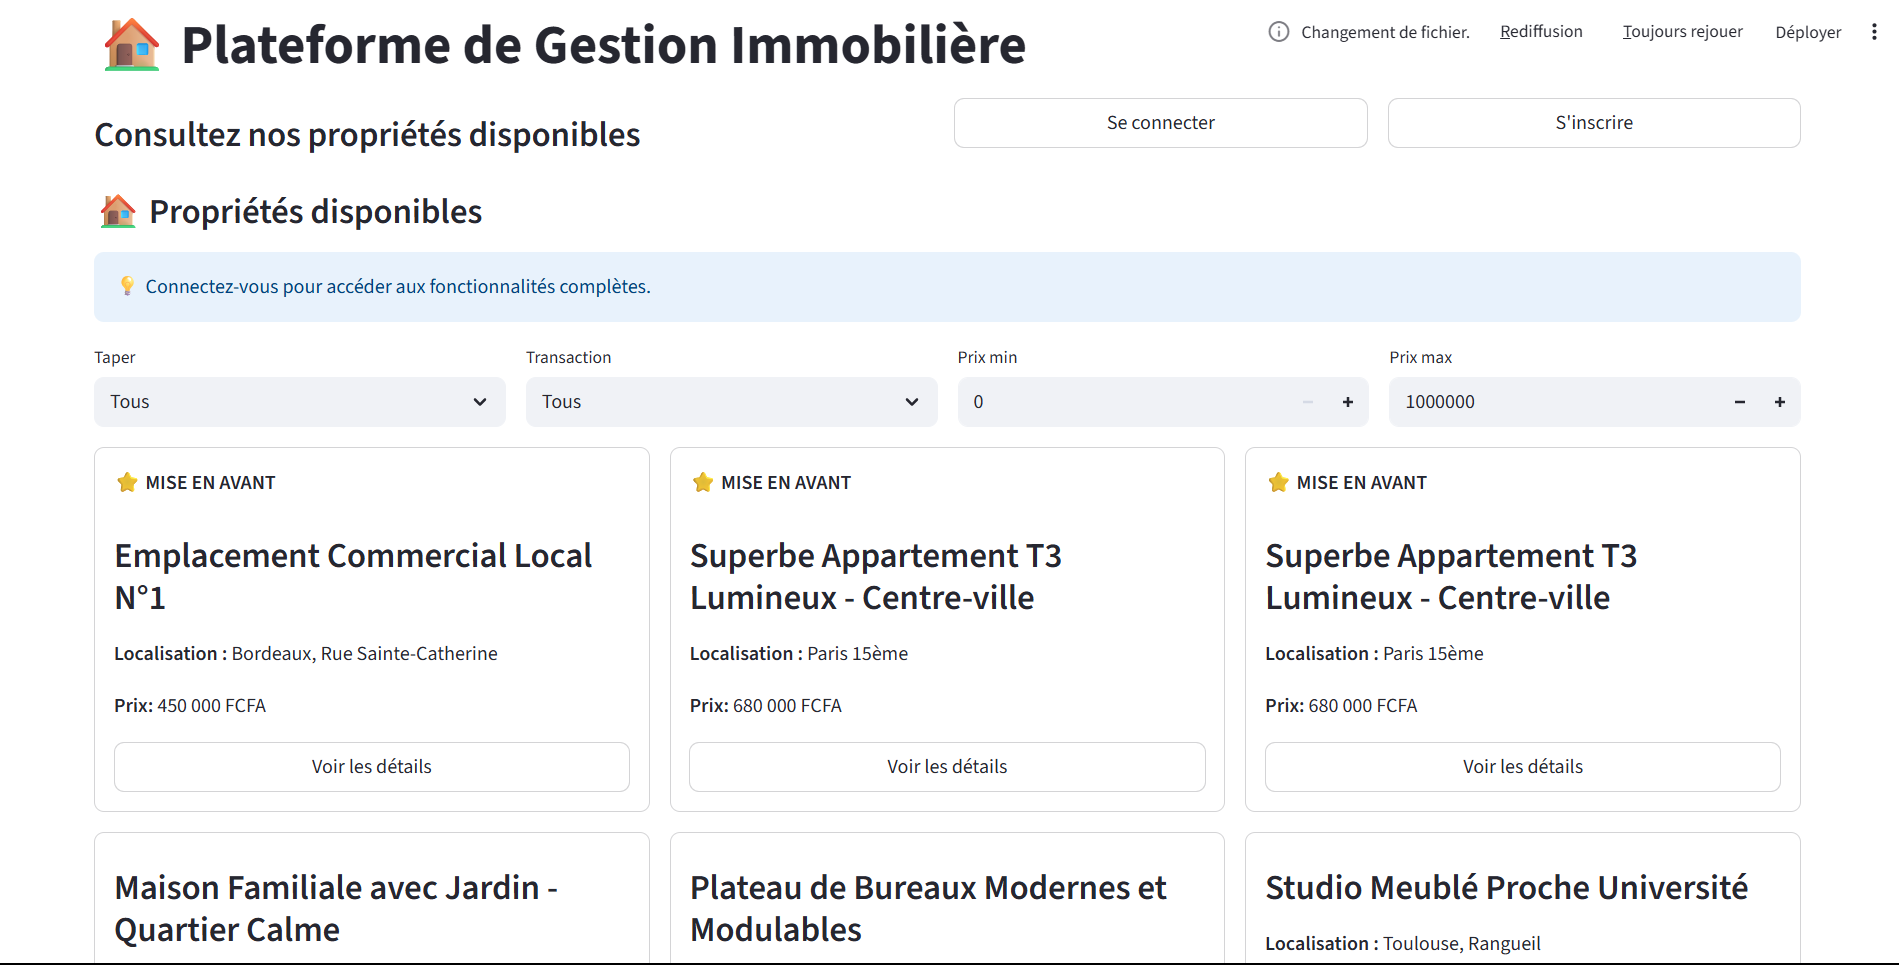 Plateforme de Gestion Immobilière
Changement de fichier. Rediffusion Toujours rejouer Déployer
Consultez nos propriétés disponibles
Se connecter
S'inscrire
Propriétés disponibles
Connectez-vous pour accéder aux fonctionnalités complètes.
Taper
Tous
Transaction
Tous
Prix min
0
Prix max
1000000
MISE EN AVANT
Emplacement Commercial Local
N°1
Localisation : Bordeaux, Rue Sainte-Catherine
Prix: 450 000 FCFA
Voir les détails
MISE EN AVANT
Superbe Appartement T3
Lumineux - Centre-ville
Localisation : Paris 15ème
Prix: 680 000 FCFA
Voir les détails
MISE EN AVANT
Superbe Appartement T3
Lumineux - Centre-ville
Localisation : Paris 15ème
Prix: 680 000 FCFA
Voir les détails
Maison Familiale avec Jardin -
Quartier Calme
Plateau de Bureaux Modernes et
Modulables
Studio Meublé Proche Université
Localisation : Toulouse, Rangueil